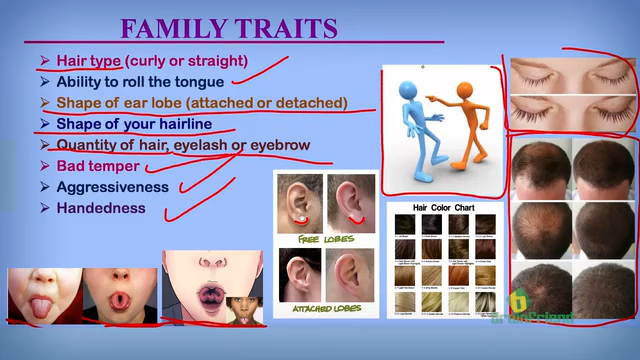 FAMILY TRAITS
Hair type (curly or straight)
Ability to roll the tongue
Shape of ear lobe (attached or detached)
Shape of your hairline
Quantity of hair, eyelash or eyebrow
Bad temper
Aggressiveness
Handedness
FREE LOBES
ATTACHED LOBES
Hair Color Chart
BrainFriend